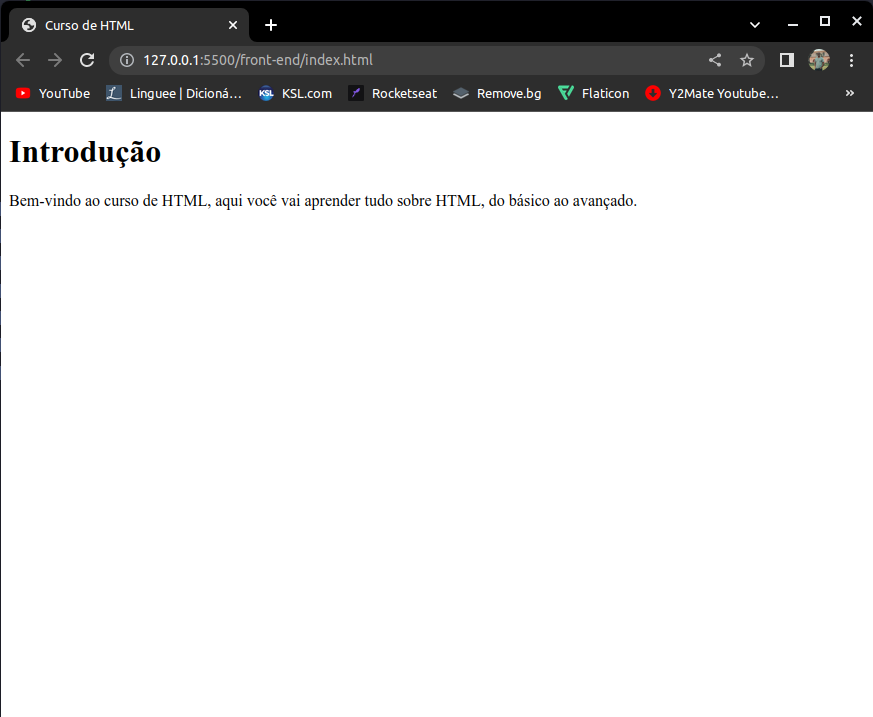 Curso de HTML
127.0.0.1:5500/front-end/index.html
YouTube Linguee | Dicioná… KSL KSL.com Rocketseat Remove.bg Flaticon Y2Mate Youtube… »
Introdução
Bem-vindo ao curso de HTML, aqui você vai aprender tudo sobre HTML, do básico ao avançado.